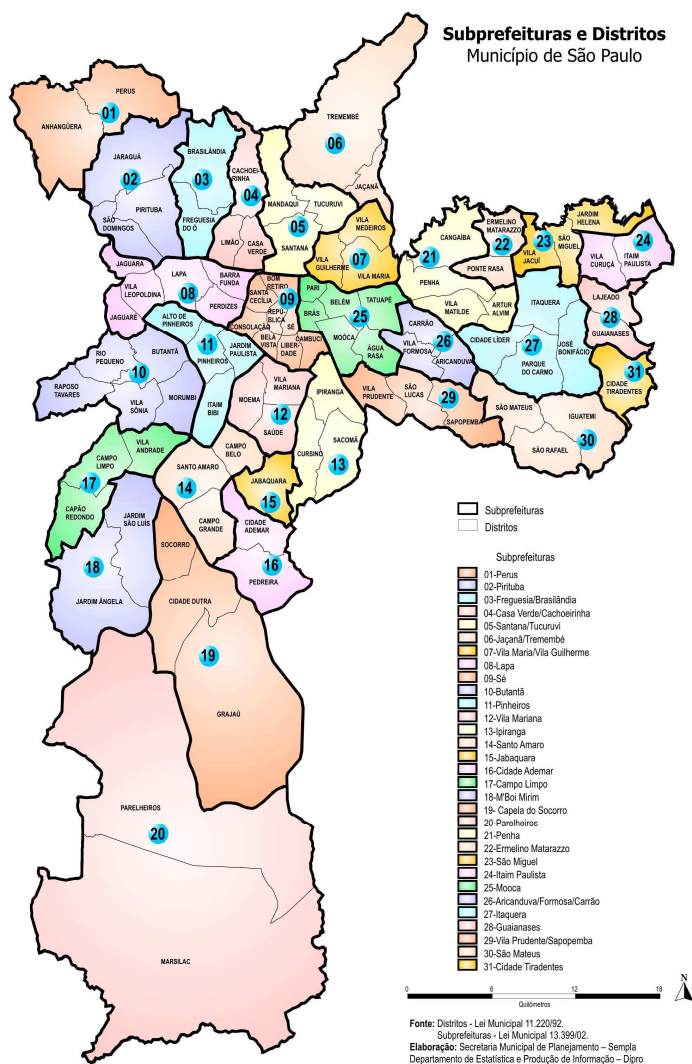 Subprefeituras e Distritos
Município de São Paulo
PERUS
01
ANHANGÜERA
TREMEMBÉ
06
JAÇANÃ
BRASILÂNDIA
03
FREGUESIA
DO Ó
JARAGUÁ
02
PIRITUBA
SÃO
DOMINGOS
CACHOEI-
RINHA
04
LIMÃO
CASA
VERDE
MANDAQUI
TUCURUVI
05
SANTANA
VILA
MEDEIROS
VILA
GUILHERME
07
VILA MARIA
CANGAÍBA
21
PENHA
VILA
MATILDE
ARTUR
ALVIM
ERMELINO
MATARAZZO
22
PONTE RASA
JARDIM
HELENA
23
SÃO
MIGUEL
VILA
JACUÍ
24
VILA
CURUÇÁ
ITAIM
PAULISTA
JAGUARA
VILA
LEOPOLDINA
LAPA
08
BARRA
FUNDA
PERDIZES
JAGUARÉ
BOM
RETIRO
SANTA
CECÍLIA
09
REPÚ-
BLICA
SÉ
CONSOLAÇÃO
BELA
VISTA
LIBER-
DADE
CAMBUCI
PARI
BELÉM
TATUAPÉ
BRÁS
25
MOÓCA
ÁGUA
RASA
CARRÃO
26
VILA
FORMOSA
ARICANDUVA
ITAQUERA
CIDADE LÍDER
27
PARQUE
DO CARMO
JOSÉ
BONIFÁCIO
LAJEADO
28
GUAIANASES
31
CIDADE
TIRADENTES
ALTO DE
PINHEIROS
11
PINHEIROS
JARDIM
PAULISTA
ITAIM
BIBI
RIO
PEQUENO
BUTANTÃ
10
RAPOSO
TAVARES
VILA
SÔNIA
MORUMBI
VILA
MARIANA
MOEMA
12
SAÚDE
IPIRANGA
SACOMÃ
CURSINO
13
VILA
PRUDENTE
SÃO
LUCAS
29
SAPOPEMBA
SÃO MATEUS
IGUATEMI
SÃO RAFAEL
30
VILA
ANDRADE
CAMPO
LIMPO
17
CAPÃO
REDONDO
CAMPO
BELO
SANTO AMARO
14
CAMPO
GRANDE
JABAQUARA
15
CIDADE
ADEMAR
16
PEDREIRA
JARDIM
SÃO LUÍS
18
JARDIM ÂNGELA
SOCORRO
CIDADE DUTRA
19
GRAJAÚ
PARELHEIROS
20
MARSILAC
Subprefeituras
Distritos
Subprefeituras
01-Perus
02-Pirituba
03-Freguesia/Brasilândia
04-Casa Verde/Cachoeirinha
05-Santana/Tucuruvi
06-Jaçanã/Tremembé
07-Vila Maria/Vila Guilherme
08-Lapa
09-Sé
10-Butantã
11-Pinheiros
12-Vila Mariana
13-Ipiranga
14-Santo Amaro
15-Jabaquara
16-Cidade Ademar
17-Campo Limpo
18-M'Boi Mirim
19- Capela do Socorro
20-Parelheiros
21-Penha
22-Ermelino Matarazzo
23-São Miguel
24-Itaim Paulista
25-Mooca
26-Aricanduva/Formosa/Carrão
27-Itaquera
28-Guaianases
29-Vila Prudente/Sapopemba
30-São Mateus
31-Cidade Tiradentes
N
0 6 12 18
Quilômetros
Fonte: Distritos - Lei Municipal 11.220/92.
Subprefeituras - Lei Municipal 13.399/02.
Elaboração: Secretaria Municipal de Planejamento – Sempla
Departamento de Estatística e Produção de Informação – Dipro